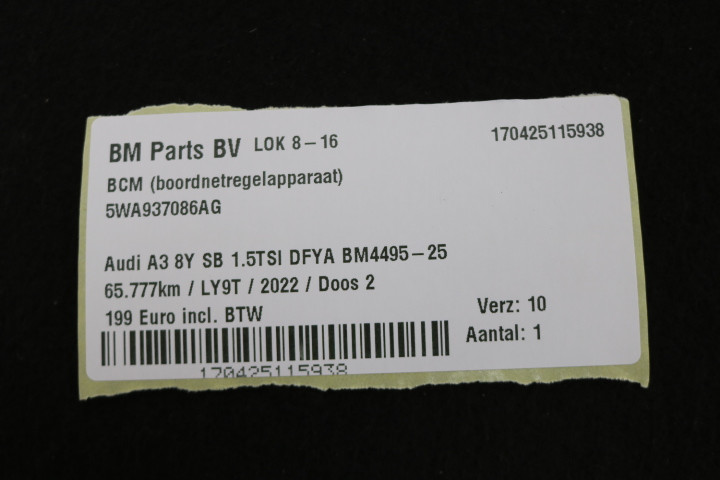 BM Parts BV LOK 8-16 170425115938
BCM (boordnetregelapparaat)
5WA937086AG
Audi A3 8Y SB 1.5TSI DFYA BM4495-25
65.777km / LY9T / 2022 / Doos 2
199 Euro incl. BTW
Verz: 10
Aantal: 1
170425115938